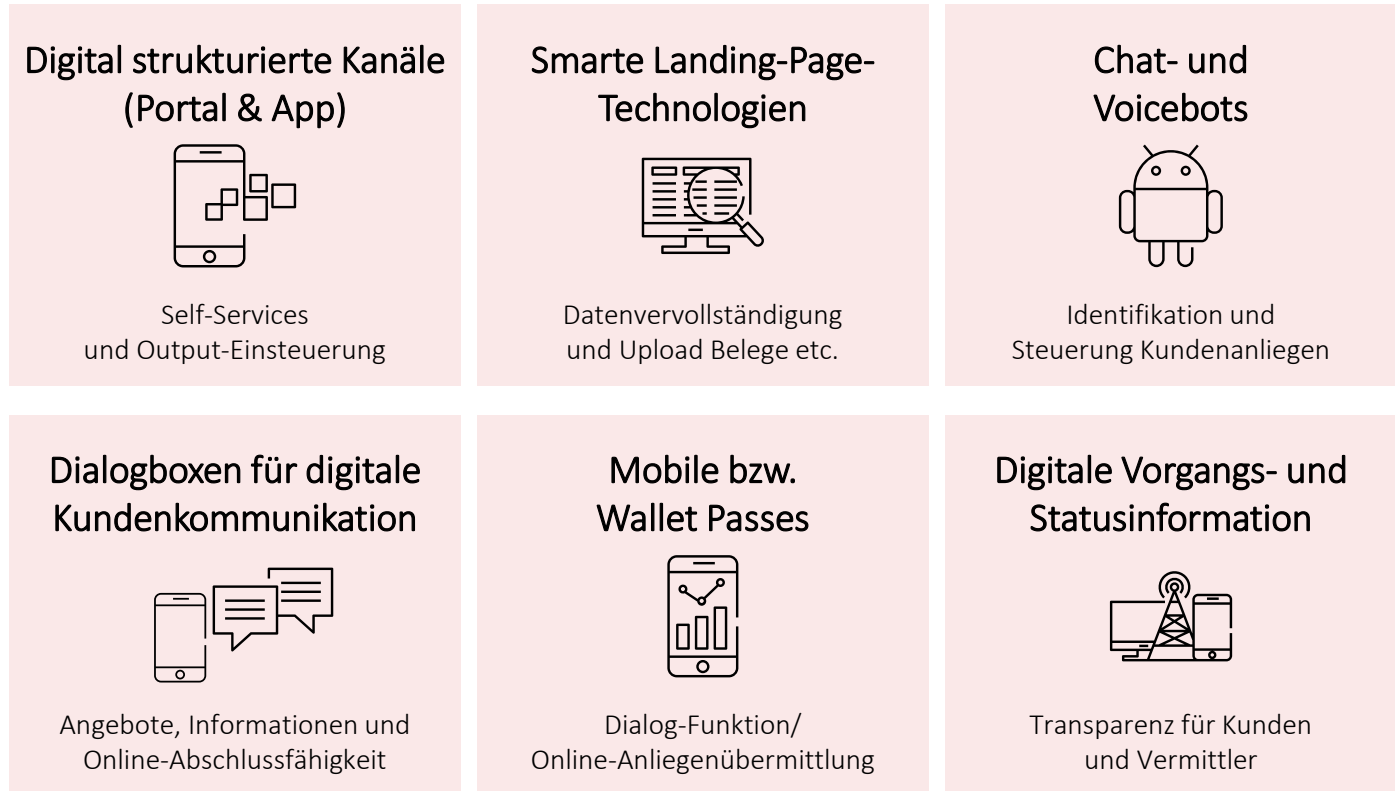 Digital strukturierte Kanäle
(Portal & App)
Self-Services
und Output-Einsteuerung
Smarte Landing-Page-
Technologien
Datenvervollständigung
und Upload Belege etc.
Chat- und
Voicebots
Identifikation und
Steuerung Kundenanliegen
Dialogboxen für digitale
Kundenkommunikation
Angebote, Informationen und
Online-Abschlussfähigkeit
Mobile bzw.
Wallet Passes
Dialog-Funktion/
Online-Anliegenübermittlung
Digitale Vorgangs- und
Statusinformation
Transparenz für Kunden
und Vermittler